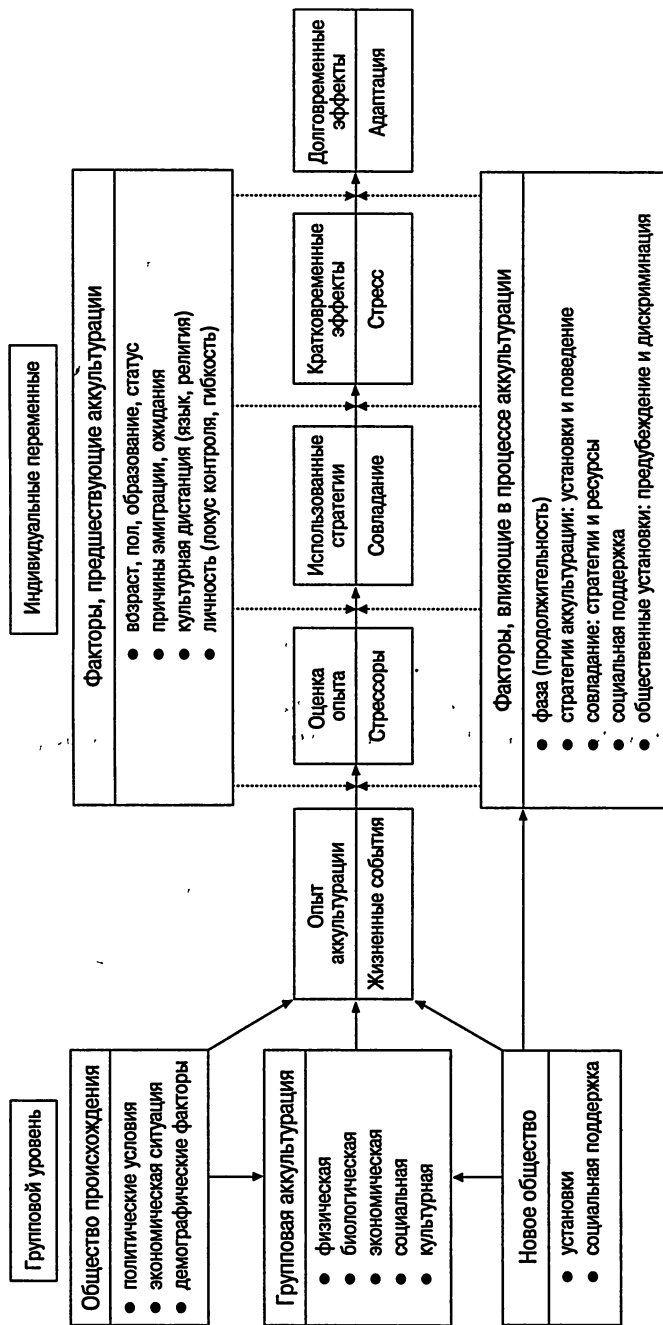 Групповой уровень
Общество происхождения
● политические условия
● экономическая ситуация
● демографические факторы
Групповая аккультурация
● физическая
● биологическая
● экономическая
● социальная
● культурная
Новое общество
● установки
● социальная поддержка
Индивидуальные переменные
Факторы, предшествующие аккультурации
● возраст, пол, образование, статус
● причины эмиграции, ожидания
● культурная дистанция (язык, религия)
● личность (локус контроля, гибкость)
Опыт
аккультурации
Жизненные события
Оценка
опыта
Стрессоры
Использованные
стратегии
Совладание
Кратковременные
эффекты
Стресс
Долговременные
эффекты
Адаптация
Факторы, влияющие в процессе аккультурации
● фаза (продолжительность)
● стратегии аккультурации: установки и поведение
● совладание: стратегии и ресурсы
● социальная поддержка
● общественные установки: предубеждение и дискриминация